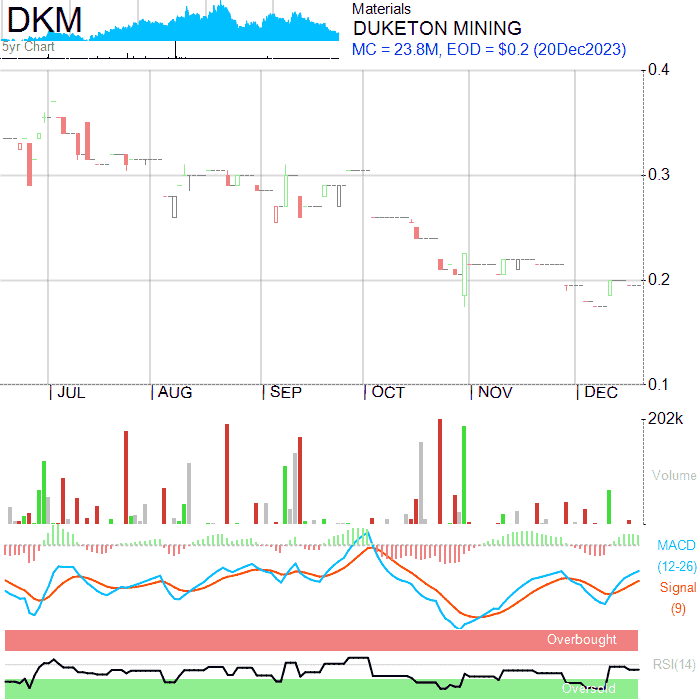 DKM
5yr Chart
Materials
DUKETON MINING
MC = 23.8M, EOD = $0.2 (20Dec2023)
0.4
0.3
0.2
0.1
JUL
AUG
SEP
OCT
NOV
DEC
202k
Volume
MACD
(12-26)
Signal
(9)
Overbought
RSI(14)
Oversold